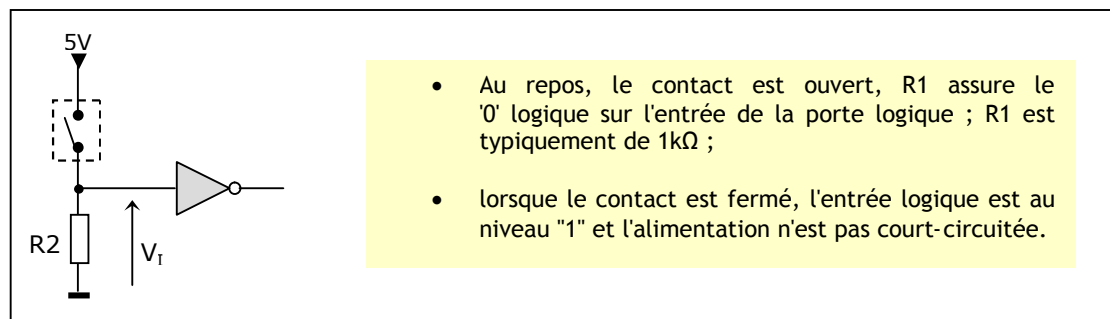 5V
R2
V_I
• Au repos, le contact est ouvert, R1 assure le
'0' logique sur l'entrée de la porte logique ; R1 est
typiquement de 1kΩ ;
• lorsque le contact est fermé, l'entrée logique est au
niveau "1" et l'alimentation n'est pas court-circuitée.